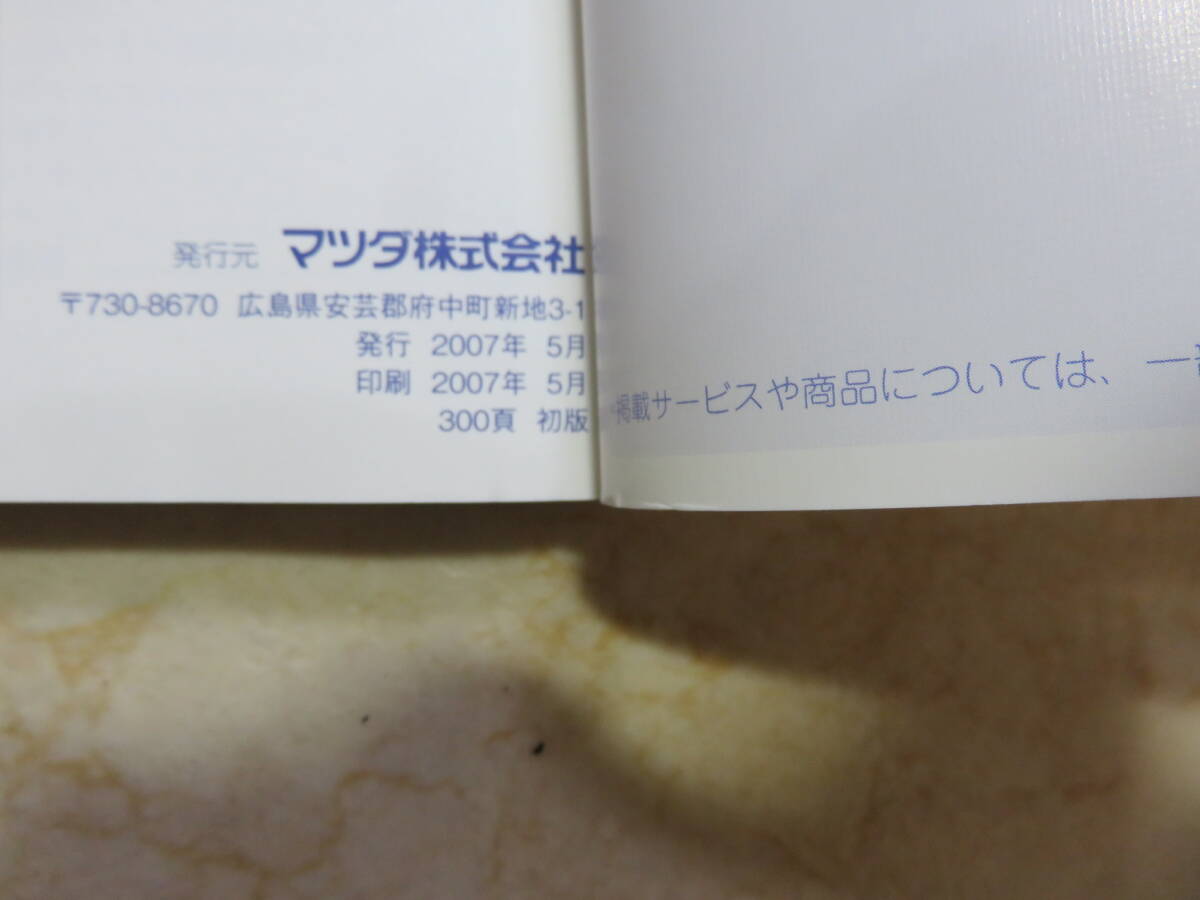 発行元 マツダ株式会社
〒730-8670 広島県安芸郡府中町新地3-1
発行 2007年 5月
印刷 2007年 5月
300頁 初版
掲載サービスや商品については、一